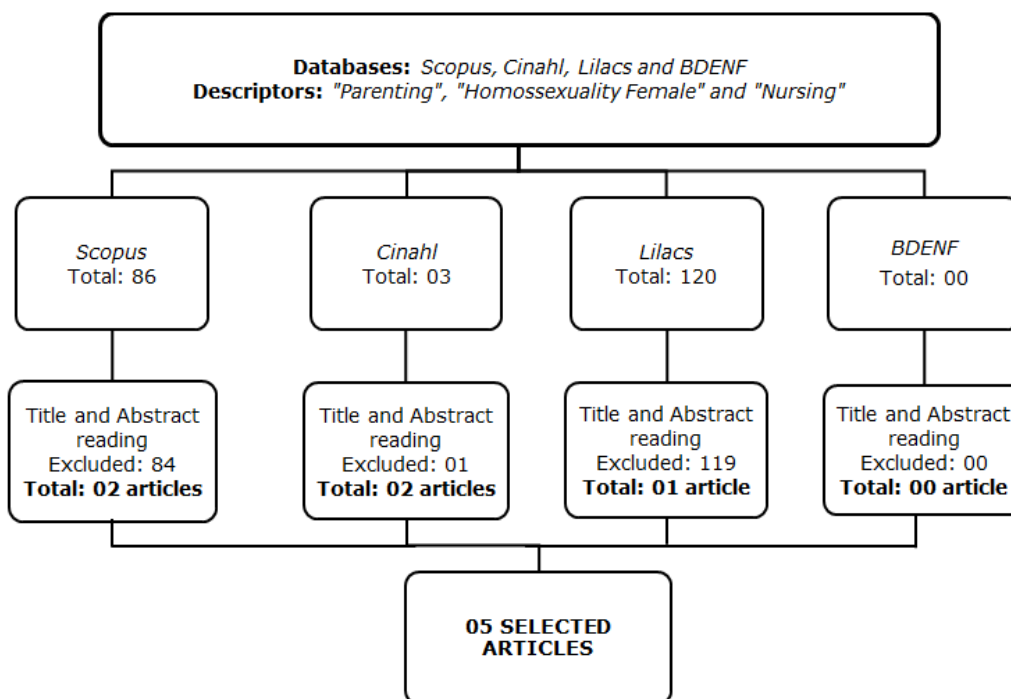 Databases: Scopus, Cinahl, Lilacs and BDENF
Descriptors: "Parenting", "Homossexuality Female" and "Nursing"
Scopus
Total: 86
Cinahl
Total: 03
Lilacs
Total: 120
BDENF
Total: 00
Title and Abstract
reading
Excluded: 84
Total: 02 articles
Title and Abstract
reading
Excluded: 01
Total: 02 articles
Title and Abstract
reading
Excluded: 119
Total: 01 article
Title and Abstract
reading
Excluded: 00
Total: 00 article
05 SELECTED
ARTICLES